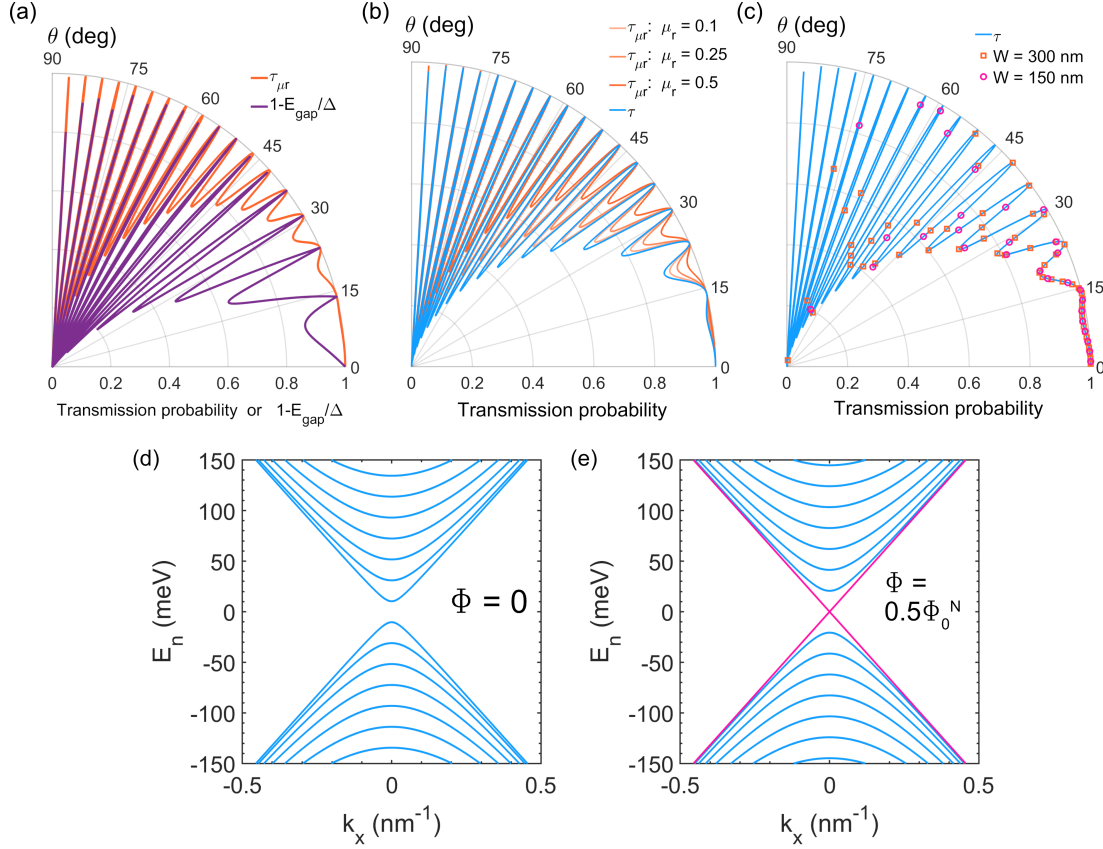 (a)
θ (deg)
90
75
60
45
30
15
0
τ_μr
1-E_gap/Δ
0 0.2 0.4 0.6 0.8 1
Transmission probability or 1-E_gap/Δ
(b)
θ (deg)
90
75
60
45
30
15
0
τ_μr: μ_r = 0.1
τ_μr: μ_r = 0.25
τ_μr: μ_r = 0.5
τ
0 0.2 0.4 0.6 0.8 1
Transmission probability
(c)
θ (deg)
90
75
60
45
30
15
0
τ
W = 300 nm
W = 150 nm
0 0.2 0.4 0.6 0.8 1
Transmission probability
(d)
150
100
50
0
-50
-100
-150
E_n (meV)
Φ = 0
-0.5 0 0.5
k_x (nm⁻¹)
(e)
150
100
50
0
-50
-100
-150
E_n (meV)
Φ =
0.5Φ₀ᴺ
-0.5 0 0.5
k_x (nm⁻¹)